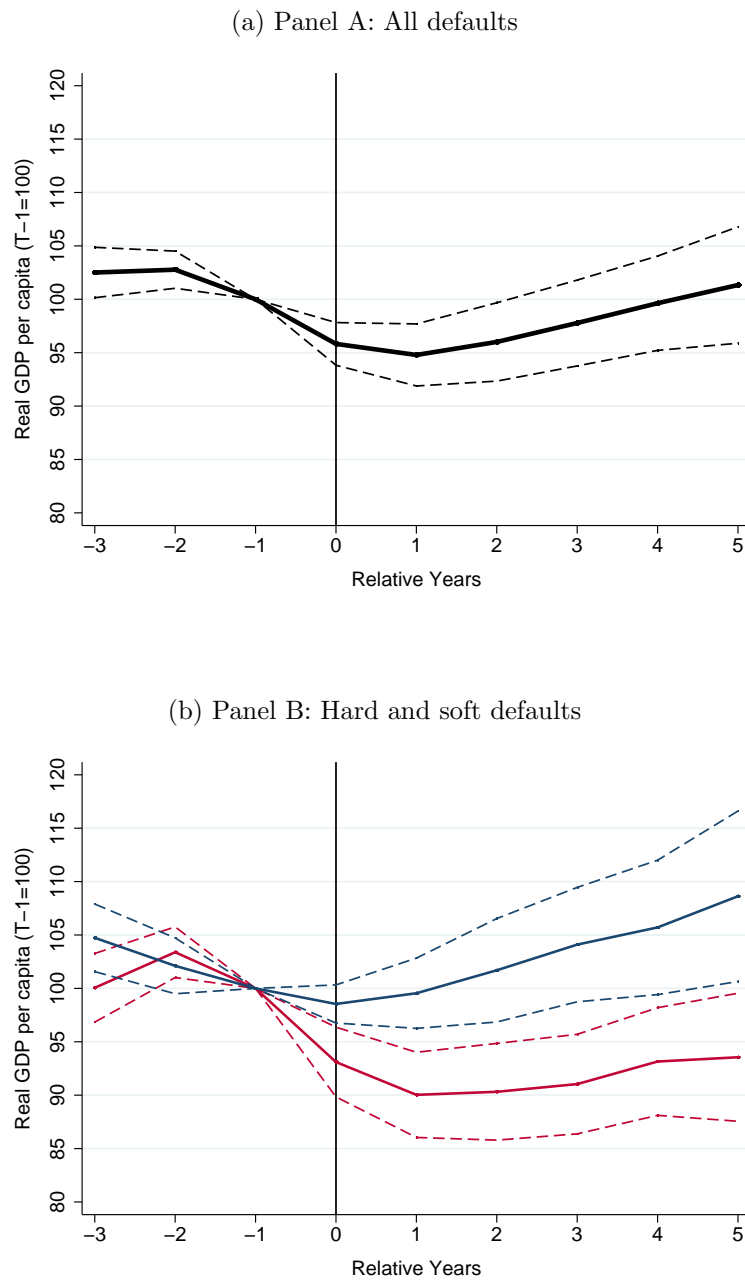 (a) Panel A: All defaults
Real GDP per capita (T−1=100)
120
115
110
105
100
95
90
85
80
−3 −2 −1 0 1 2 3 4 5
Relative Years
(b) Panel B: Hard and soft defaults
Real GDP per capita (T−1=100)
120
115
110
105
100
95
90
85
80
−3 −2 −1 0 1 2 3 4 5
Relative Years